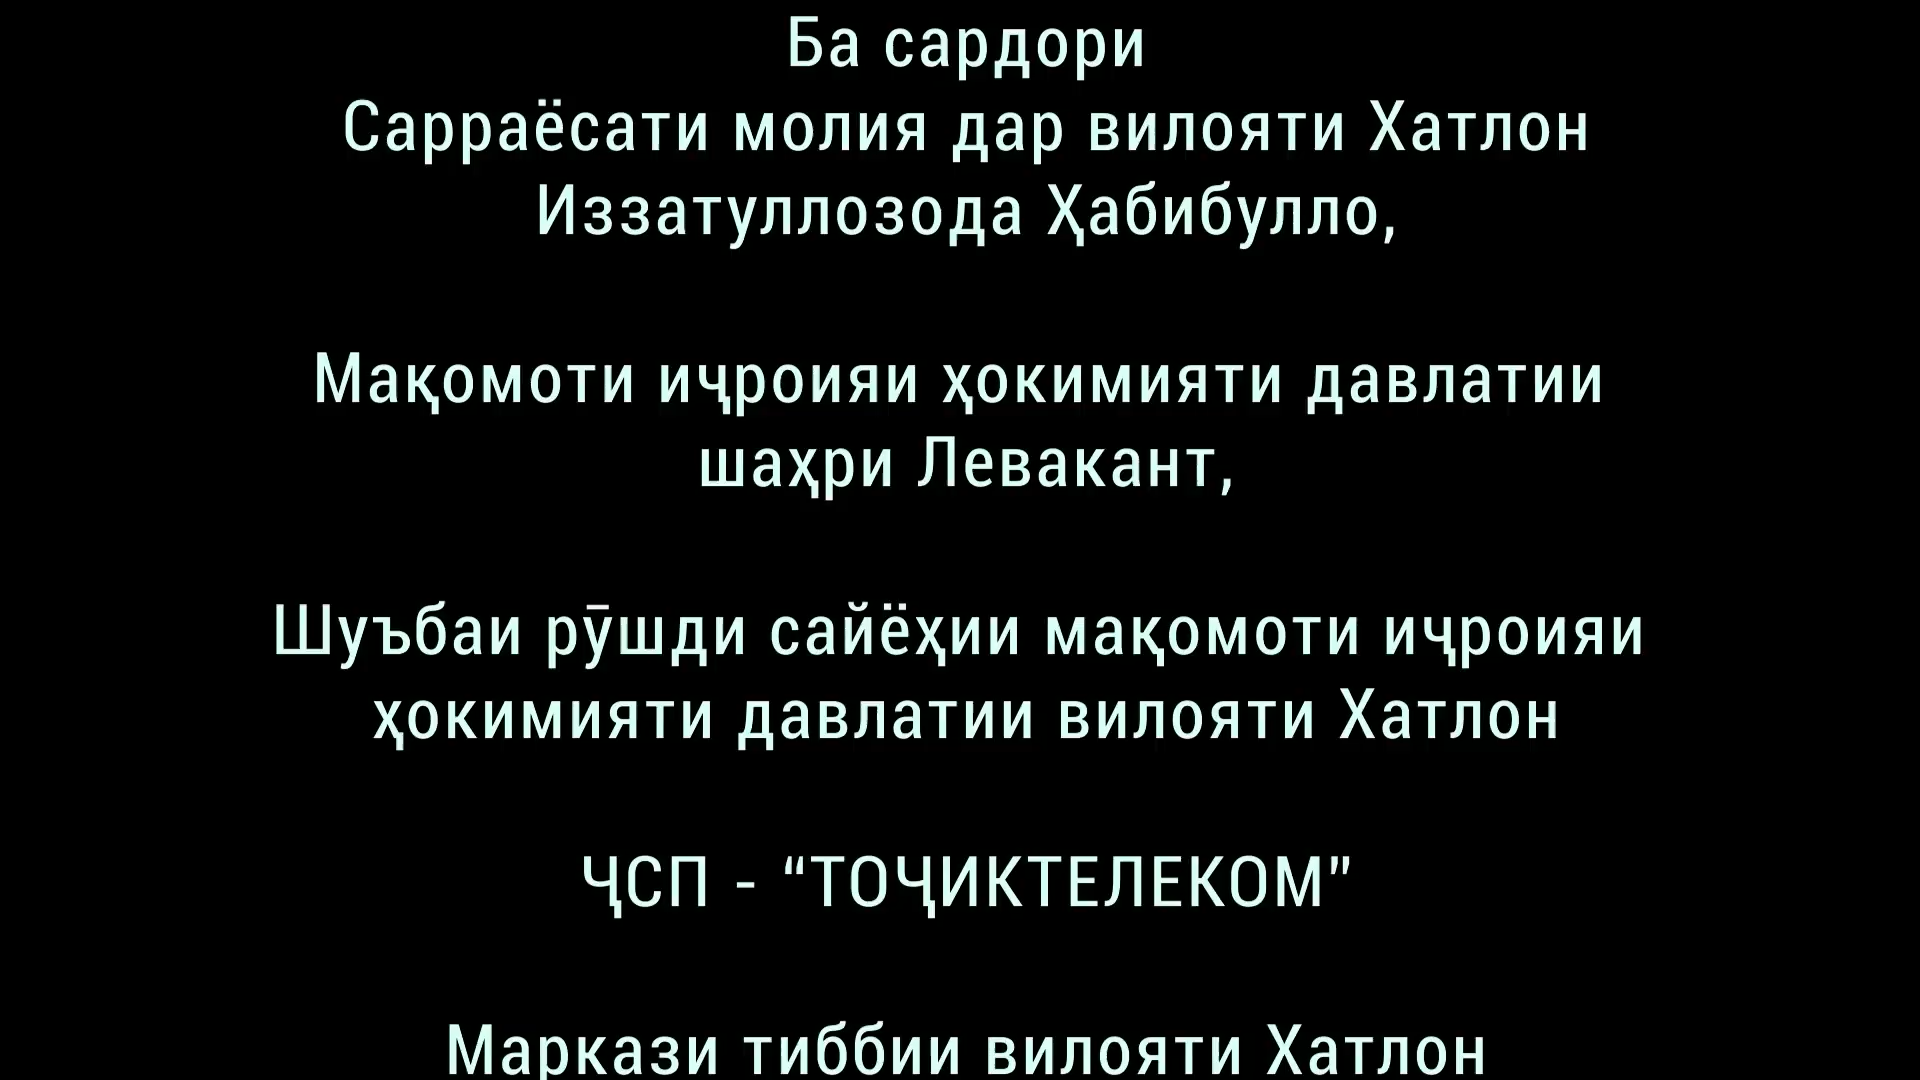 Ба сардори
Сарраёсати молия дар вилояти Хатлон
Иззатуллозода Ҳабибулло,
Мақомоти иҷроияи ҳокимияти давлатии
шаҳри Левакант,
Шуъбаи рӯшди сайёҳии мақомоти иҷроияи
ҳокимияти давлатии вилояти Хатлон
ҶСП - “ТОҶИКТЕЛЕКОМ”
Маркази тиббии вилояти Хатлон